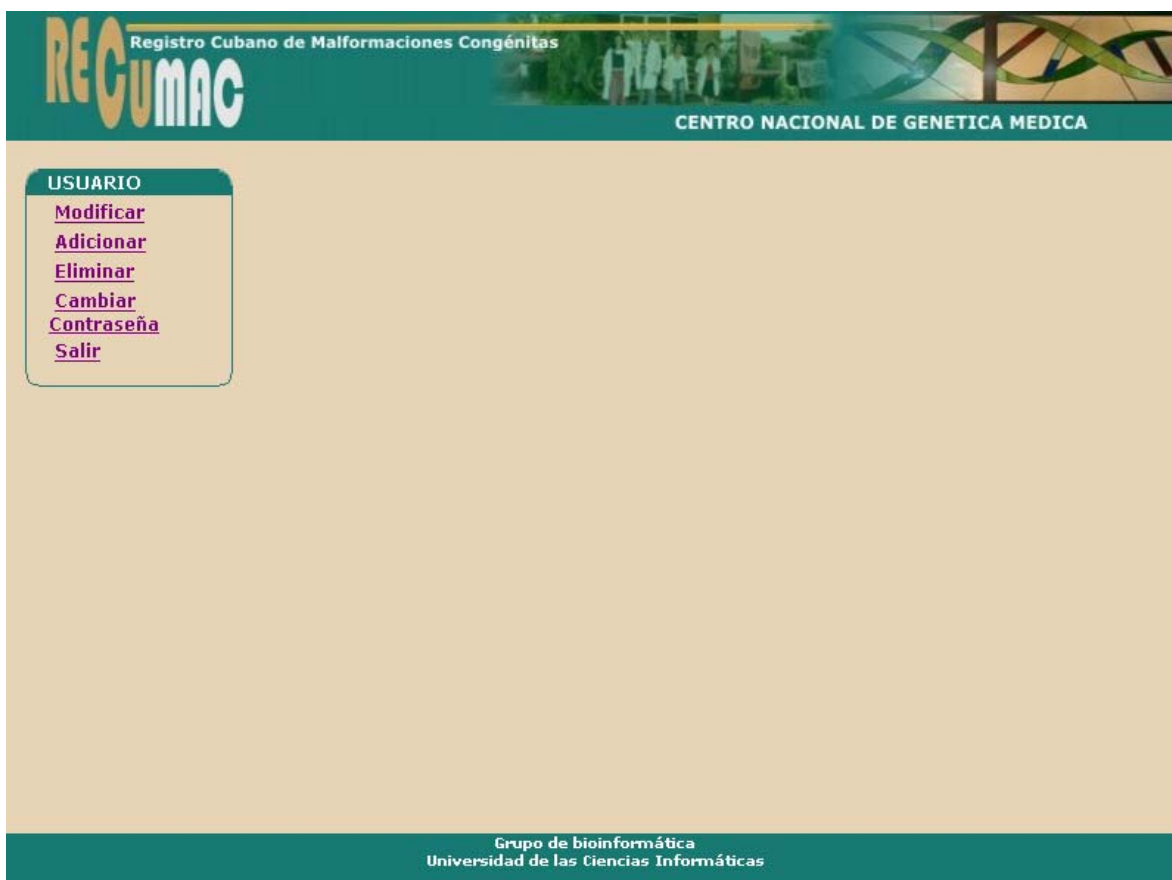 RECUMAC
Registro Cubano de Malformaciones Congénitas
CENTRO NACIONAL DE GENETICA MEDICA
USUARIO
Modificar
Adicionar
Eliminar
Cambiar
Contraseña
Salir
Grupo de bioinformática
Universidad de las Ciencias Informáticas